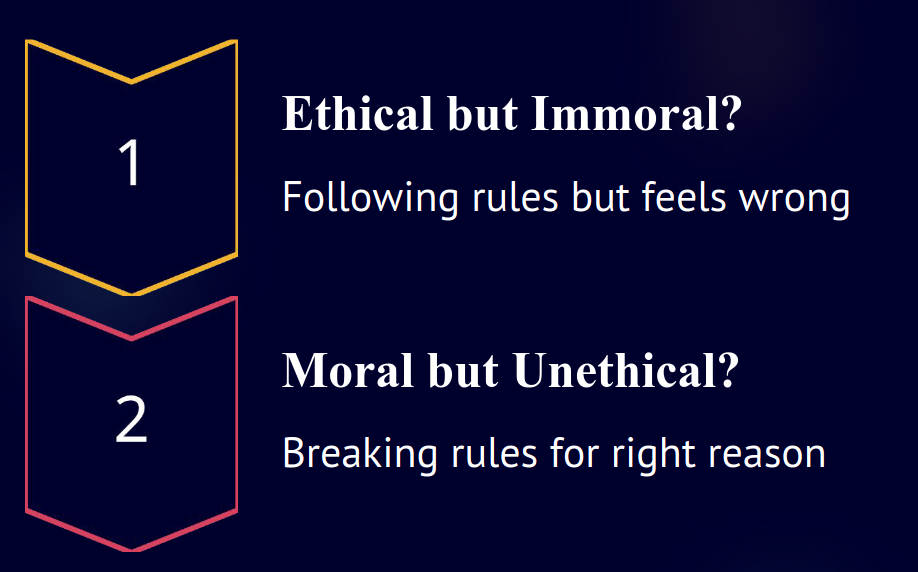 1
Ethical but Immoral?
Following rules but feels wrong
2
Moral but Unethical?
Breaking rules for right reason